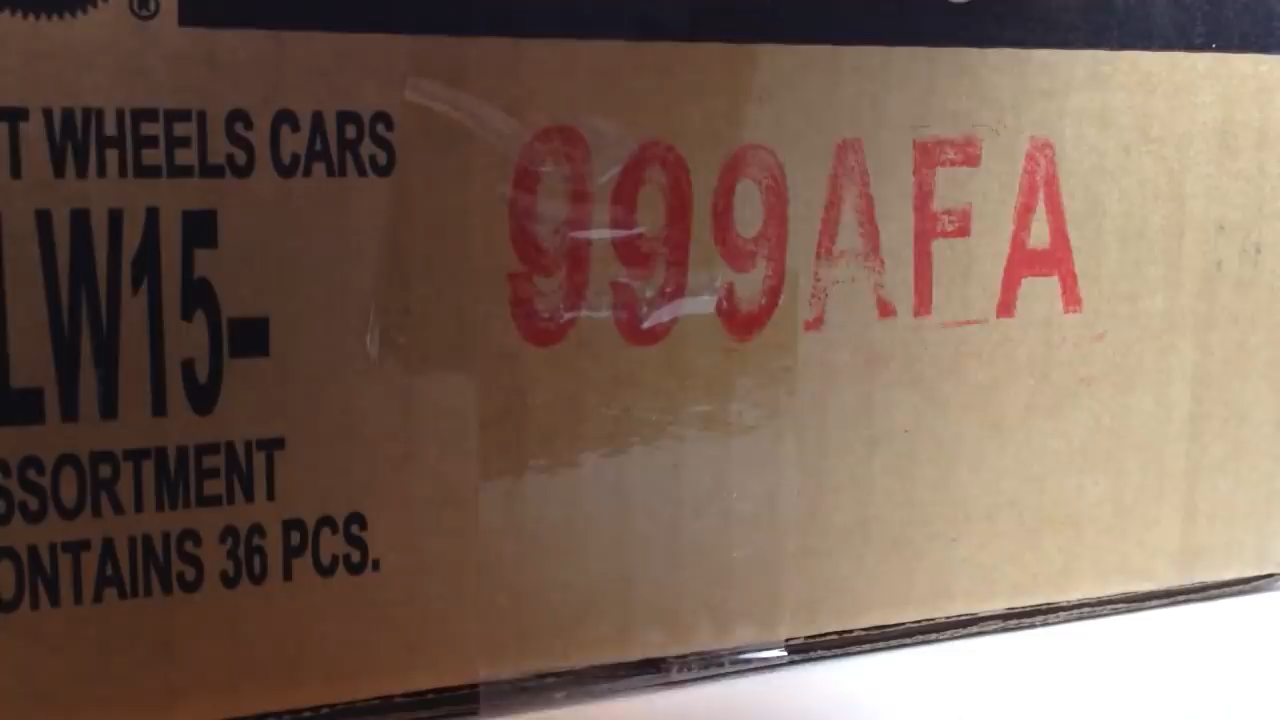 ®
T WHEELS CARS
LW15-
SSORTMENT
ONTAINS 36 PCS.
999AFA